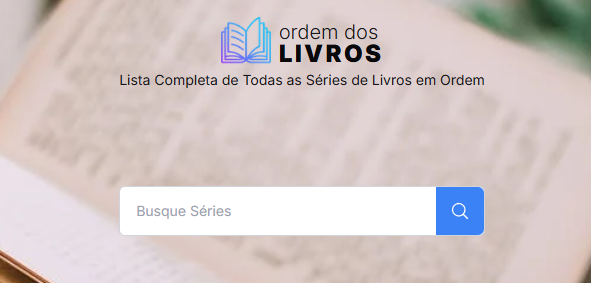 ordem dos
LIVROS
Lista Completa de Todas as Séries de Livros em Ordem
Busque Séries